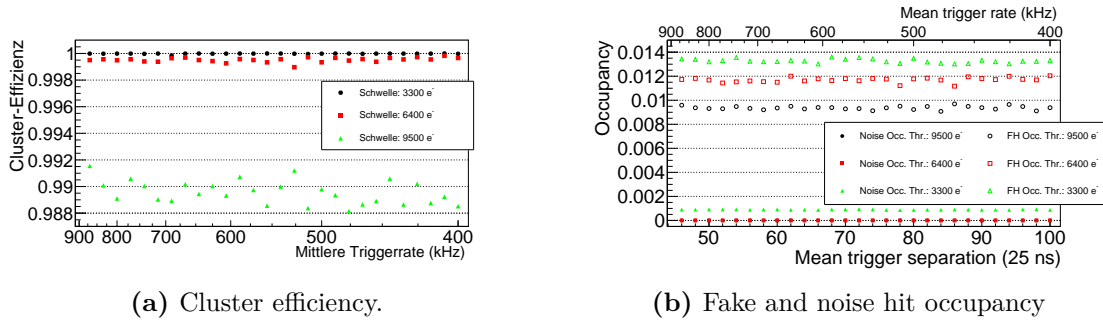 Cluster-Effizienz
1
0.998
0.996
0.994
0.992
0.99
0.988
Schwelle: 3300 e-
Schwelle: 6400 e-
Schwelle: 9500 e-
900 800 700 600 500 400
Mittlere Triggerrate (kHz)
(a) Cluster efficiency.
Mean trigger rate (kHz)
900 800 700 600 500 400
Occupancy
0.014
0.012
0.01
0.008
0.006
0.004
0.002
0
Noise Occ. Thr.: 9500 e- FH Occ. Thr.: 9500 e-
Noise Occ. Thr.: 6400 e- FH Occ. Thr.: 6400 e-
Noise Occ. Thr.: 3300 e- FH Occ. Thr.: 3300 e-
50 60 70 80 90 100
Mean trigger separation (25 ns)
(b) Fake and noise hit occupancy